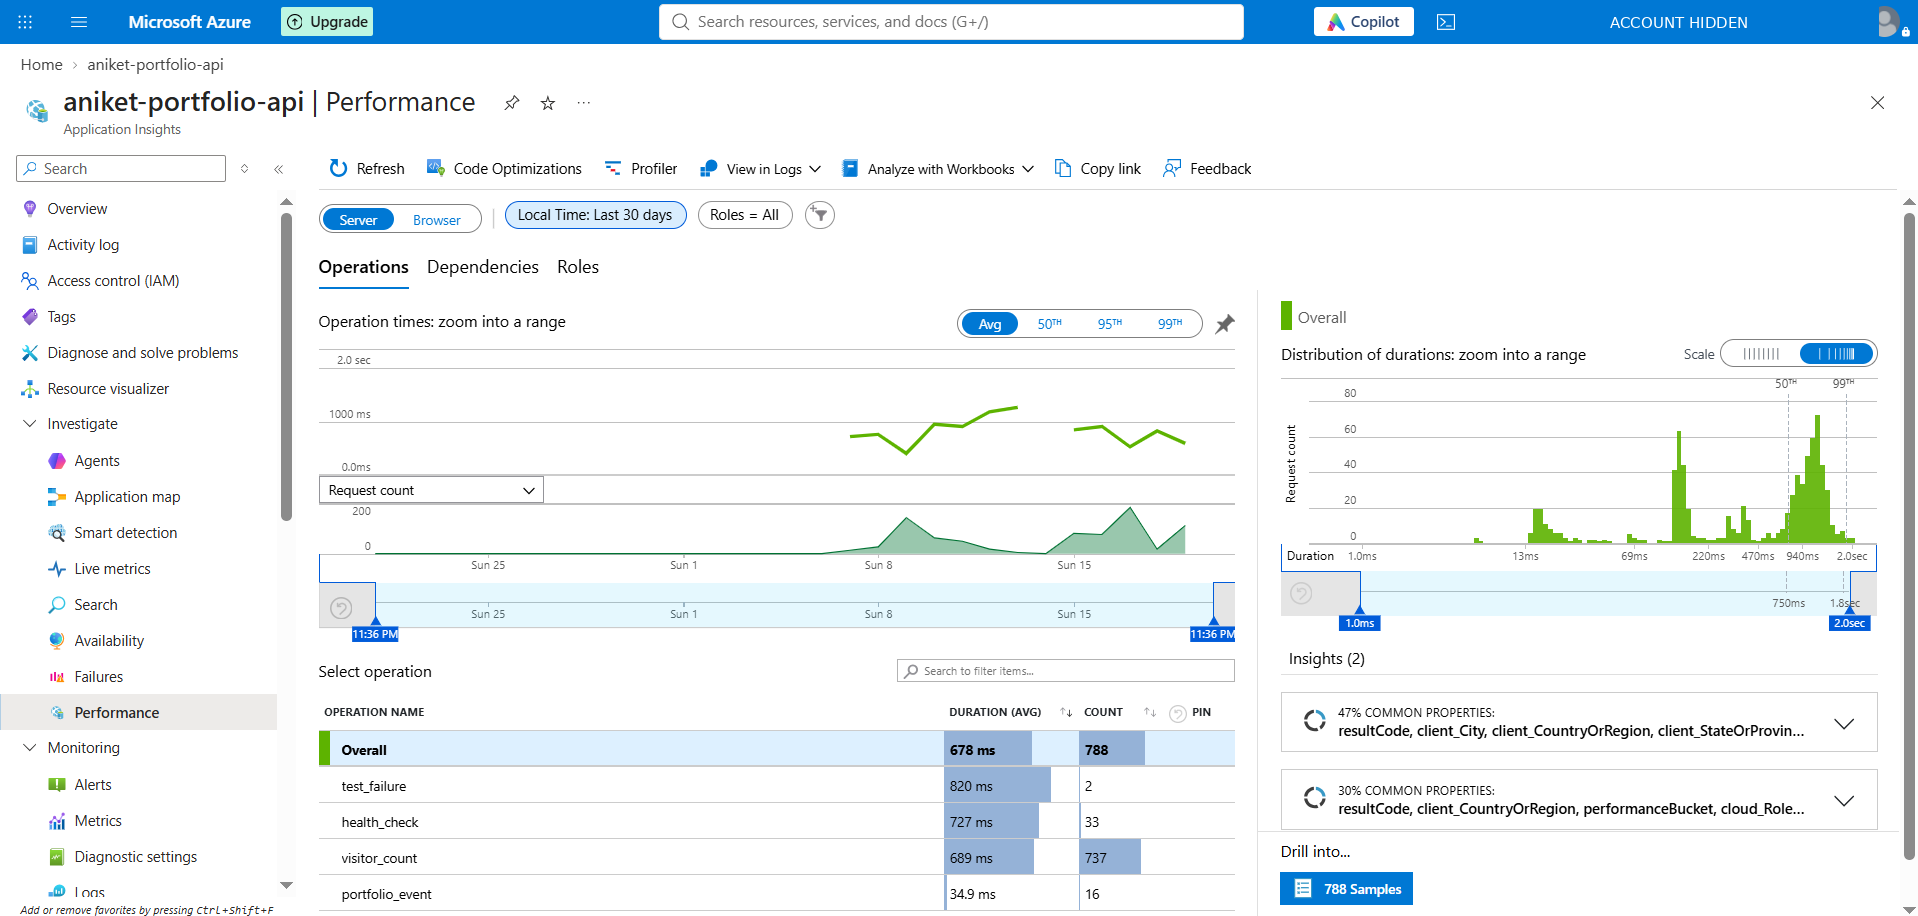 Microsoft Azure
Upgrade
Search resources, services, and docs (G+/)
Copilot
ACCOUNT HIDDEN
Home > aniket-portfolio-api
aniket-portfolio-api | Performance
Application Insights
Search
Overview
Activity log
Access control (IAM)
Tags
Diagnose and solve problems
Resource visualizer
Investigate
Agents
Application map
Smart detection
Live metrics
Search
Availability
Failures
Performance
Monitoring
Alerts
Metrics
Diagnostic settings
Logs
Add or remove favorites by pressing Ctrl+Shift+F
Refresh
Code Optimizations
Profiler
View in Logs
Analyze with Workbooks
Copy link
Feedback
Server
Browser
Local Time: Last 30 days
Roles = All
Operations
Dependencies
Roles
Operation times: zoom into a range
Avg
50TH
95TH
99TH
2.0 sec
1000 ms
0.0ms
Request count
200
0
Sun 25
Sun 1
Sun 8
Sun 15
Sun 25
Sun 1
Sun 8
Sun 15
11:36 PM
11:36 PM
Select operation
Search to filter items...
OPERATION NAME DURATION (AVG) COUNT PIN
Overall 678 ms 788
test_failure 820 ms 2
health_check 727 ms 33
visitor_count 689 ms 737
portfolio_event 34.9 ms 16
Overall
Distribution of durations: zoom into a range
Scale
50TH
99TH
Request count
80
60
40
20
0
Duration
1.0ms
13ms
69ms
220ms
470ms
940ms
2.0sec
750ms
1.8sec
1.0ms
2.0sec
Insights (2)
47% COMMON PROPERTIES:
resultCode, client_City, client_CountryOrRegion, client_StateOrProvin...
30% COMMON PROPERTIES:
resultCode, client_CountryOrRegion, performanceBucket, cloud_Role...
Drill into...
788 Samples